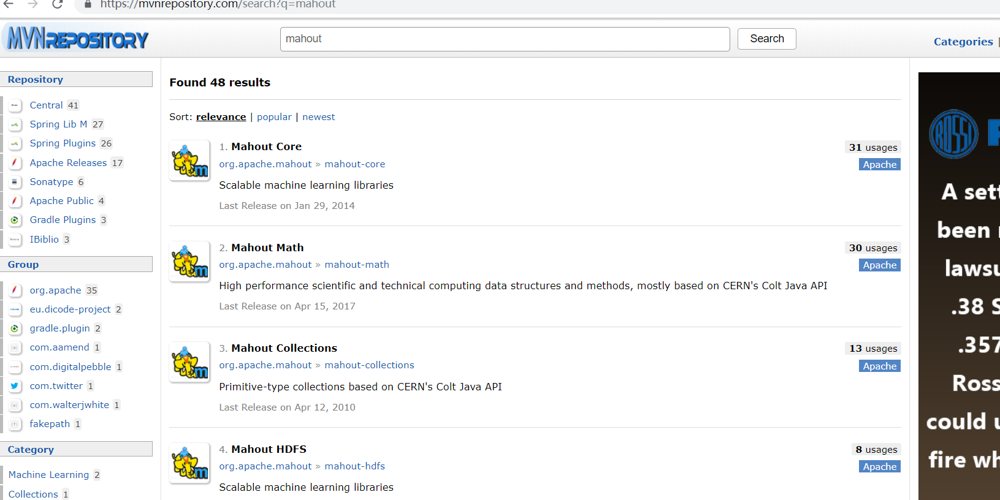 https://mvnrepository.com/search?q=mahout
MVNREPOSITORY
mahout
Search
Categories
Repository
Central 41
Spring Lib M 27
Spring Plugins 26
Apache Releases 17
Sonatype 6
Apache Public 4
Gradle Plugins 3
IBiblio 3
Group
org.apache 35
eu.dicode-project 2
gradle.plugin 2
com.aamend 1
com.digitalpebble 1
com.twitter 1
com.walterjwhite 1
fakepath 1
Category
Machine Learning 2
Collections 1
Found 48 results
Sort: relevance | popular | newest
1. Mahout Core
31 usages
org.apache.mahout » mahout-core
Apache
Scalable machine learning libraries
Last Release on Jan 29, 2014
2. Mahout Math
30 usages
org.apache.mahout » mahout-math
Apache
High performance scientific and technical computing data structures and methods, mostly based on CERN's Colt Java API
Last Release on Apr 15, 2017
3. Mahout Collections
13 usages
org.apache.mahout » mahout-collections
Apache
Primitive-type collections based on CERN's Colt Java API
Last Release on Apr 12, 2010
4. Mahout HDFS
8 usages
org.apache.mahout » mahout-hdfs
Apache
Scalable machine learning libraries
ROSSI
A sett
been
lawsu
.38 S
.357
Ross
could u
fire wh